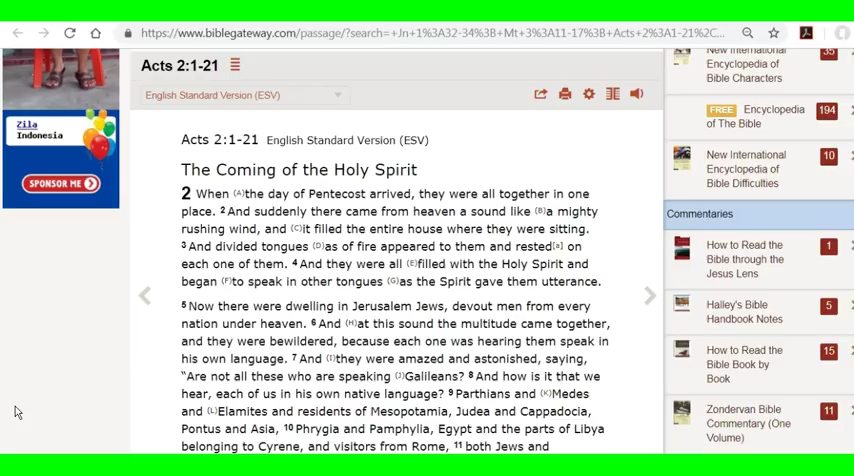 https://www.biblegateway.com/passage/?search=+Jn+1%3A32-34%3B+Mt+3%3A11-17%3B+Acts+2%3A1-21%2C...
Acts 2:1-21
English Standard Version (ESV)
Zila
Indonesia
SPONSOR ME
Acts 2:1-21 English Standard Version (ESV)
The Coming of the Holy Spirit
2 When (A)the day of Pentecost arrived, they were all together in one
place. 2 And suddenly there came from heaven a sound like (B)a mighty
rushing wind, and (C)it filled the entire house where they were sitting.
3 And divided tongues (D)as of fire appeared to them and rested[a] on
each one of them. 4 And they were all (E)filled with the Holy Spirit and
began (F)to speak in other tongues (G)as the Spirit gave them utterance.
5 Now there were dwelling in Jerusalem Jews, devout men from every
nation under heaven. 6 And (H)at this sound the multitude came together,
and they were bewildered, because each one was hearing them speak in
his own language. 7 And (I)they were amazed and astonished, saying,
“Are not all these who are speaking (J)Galileans? 8 And how is it that we
hear, each of us in his own native language? 9 Parthians and (K)Medes
and (L)Elamites and residents of Mesopotamia, Judea and Cappadocia,
Pontus and Asia, 10 Phrygia and Pamphylia, Egypt and the parts of Libya
belonging to Cyrene, and visitors from Rome, 11 both Jews and
New International 35
Encyclopedia of
Bible Characters
FREE Encyclopedia 194
of The Bible
New International 10
Encyclopedia of Bible
Difficulties
Commentaries
How to Read the 1
Bible through the
Jesus Lens
Halley's Bible 5
Handbook Notes
How to Read the 15
Bible Book by
Book
Zondervan Bible 11
Commentary (One
Volume)